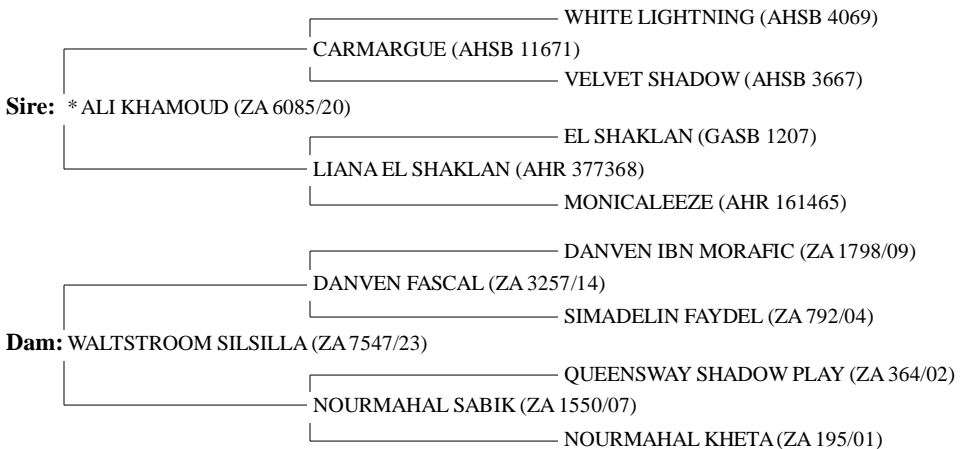 WHITE LIGHTNING (AHSB 4069)
CARMARGUE (AHSB 11671)
VELVET SHADOW (AHSB 3667)
Sire: * ALI KHAMOUD (ZA 6085/20)
EL SHAKLAN (GASB 1207)
LIANA EL SHAKLAN (AHR 377368)
MONICALEEZE (AHR 161465)
DANVEN IBN MORAFIC (ZA 1798/09)
DANVEN FASCAL (ZA 3257/14)
SIMADELIN FAYDEL (ZA 792/04)
Dam: WALTSTROOM SILSILLA (ZA 7547/23)
QUEENSWAY SHADOW PLAY (ZA 364/02)
NOURMAHAL SABIK (ZA 1550/07)
NOURMAHAL KHETA (ZA 195/01)